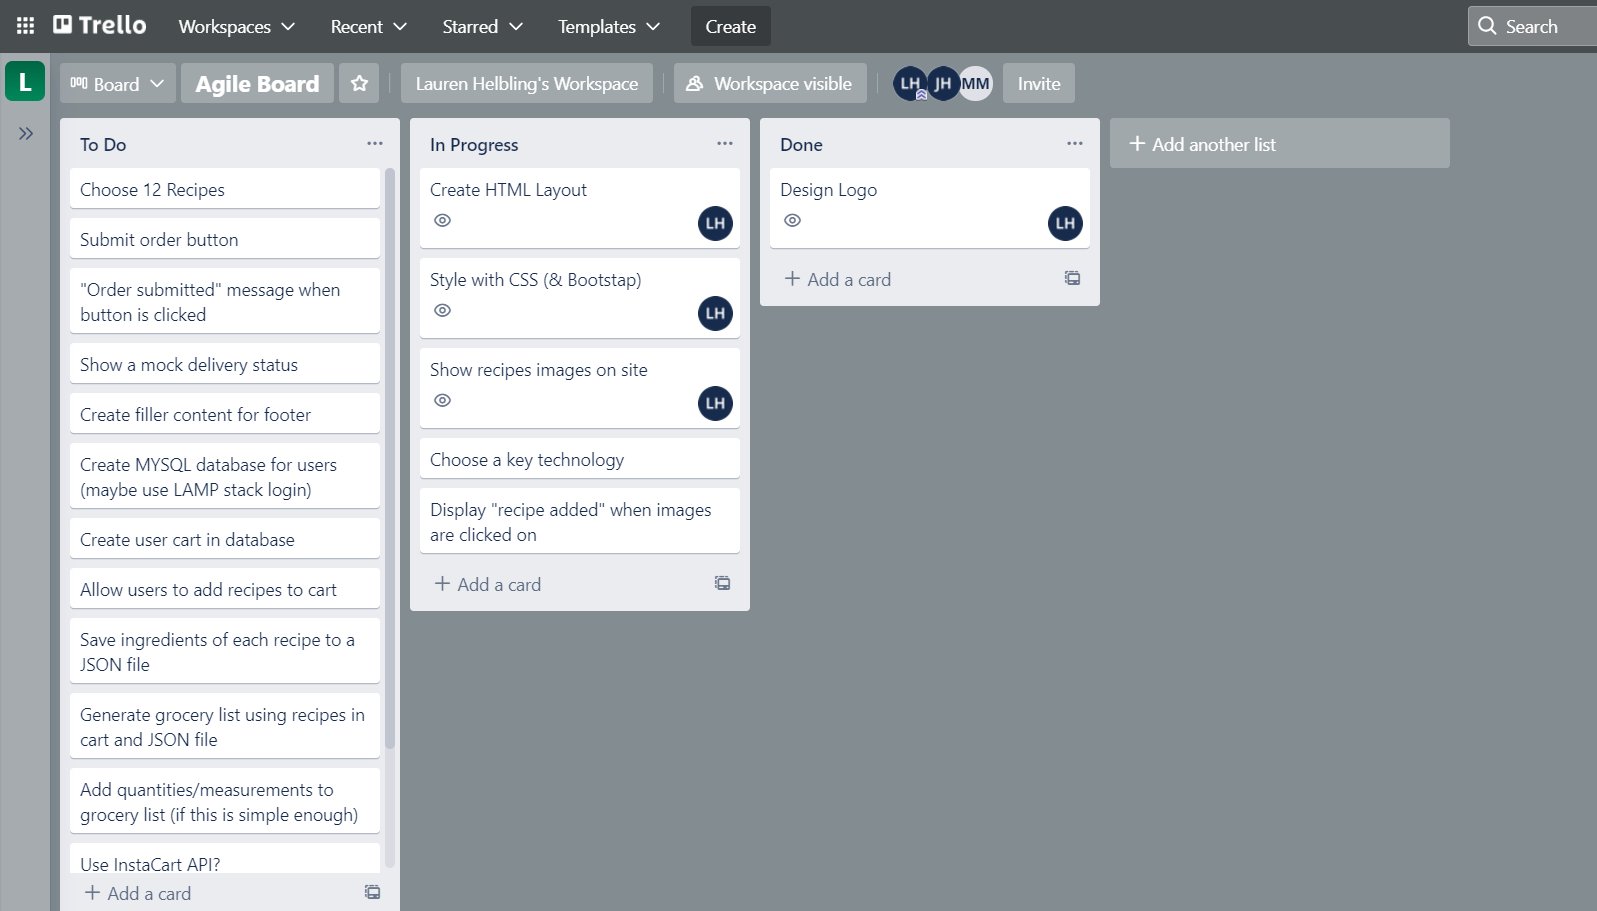 Trello
Workspaces
Recent
Starred
Templates
Create
Search
L
Board
Agile Board
Lauren Helbling's Workspace
Workspace visible
LH
JH
MM
Invite
To Do
Choose 12 Recipes
Submit order button
"Order submitted" message when
button is clicked
Show a mock delivery status
Create filler content for footer
Create MYSQL database for users
(maybe use LAMP stack login)
Create user cart in database
Allow users to add recipes to cart
Save ingredients of each recipe to a
JSON file
Generate grocery list using recipes in
cart and JSON file
Add quantities/measurements to
grocery list (if this is simple enough)
Use InstaCart API?
+ Add a card
In Progress
Create HTML Layout
LH
Style with CSS (& Bootstap)
LH
Show recipes images on site
LH
Choose a key technology
Display "recipe added" when images
are clicked on
+ Add a card
Done
Design Logo
LH
+ Add a card
+ Add another list